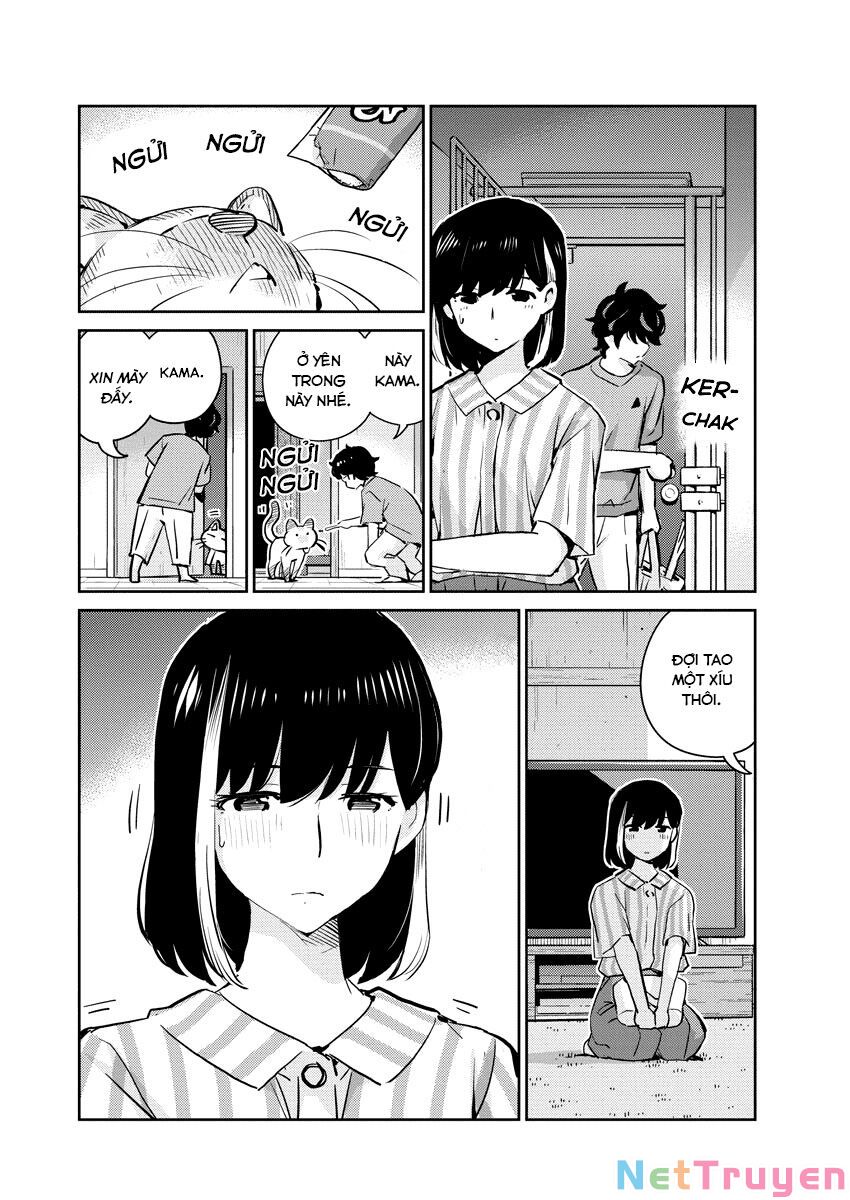 KER-
CHAK
NGỬI
NGỬI
NGỬI
NÀY
KAMA.
Ở YÊN
TRONG
NÀY NHÉ.
NGỬI
NGỬI
KAMA.
XIN MÀY
ĐẤY.
ĐỢI TAO
MỘT XÍU
THÔI.
NetTruyen